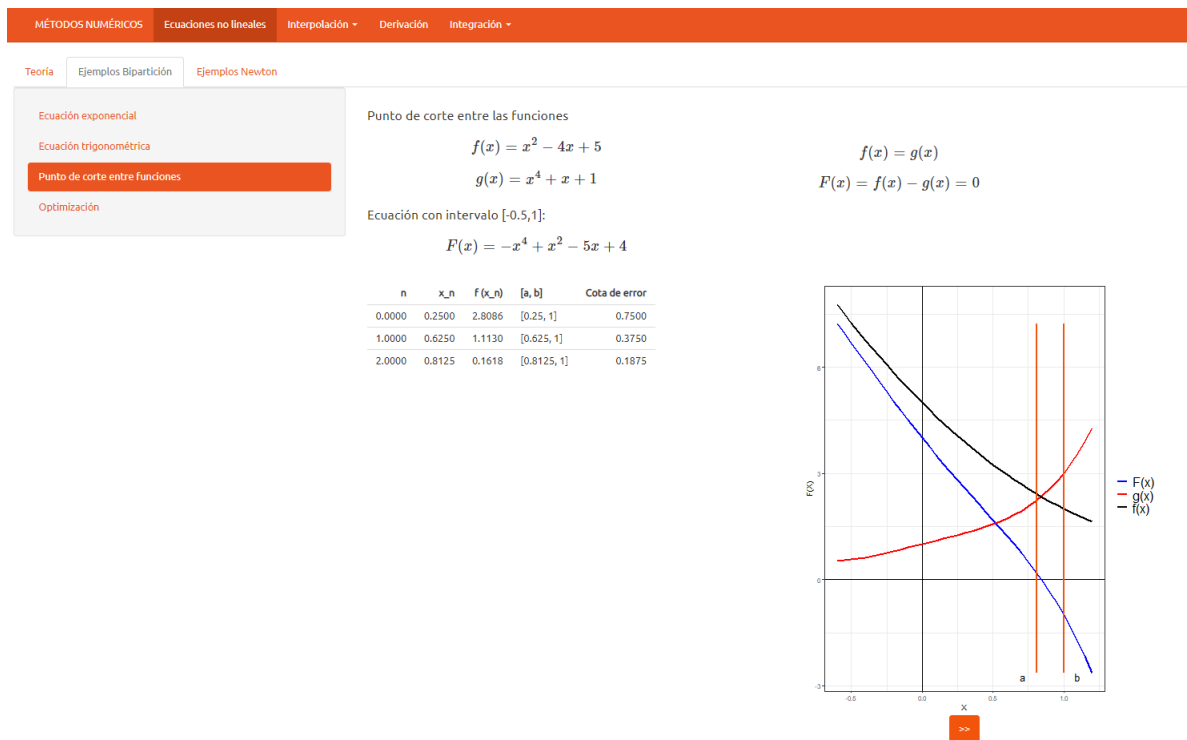 MÉTODOS NUMÉRICOS Ecuaciones no lineales Interpolación Derivación Integración
Teoría Ejemplos Bipartición Ejemplos Newton
Ecuación exponencial
Ecuación trigonométrica
Punto de corte entre funciones
Optimización
Punto de corte entre las funciones
f(x) = x² − 4x + 5
g(x) = x⁴ + x + 1
f(x) = g(x)
F(x) = f(x) − g(x) = 0
Ecuación con intervalo [-0.5,1]:
F(x) = −x⁴ + x² − 5x + 4
n x_n f (x_n) [a, b] Cota de error
0.0000 0.2500 2.8086 [0.25, 1] 0.7500
1.0000 0.6250 1.1130 [0.625, 1] 0.3750
2.0000 0.8125 0.1618 [0.8125, 1] 0.1875
6
3
0
-3
F(X)
a b
-0.5 0.0 0.5 1.0
X
F(x)
g(x)
f(x)
>>